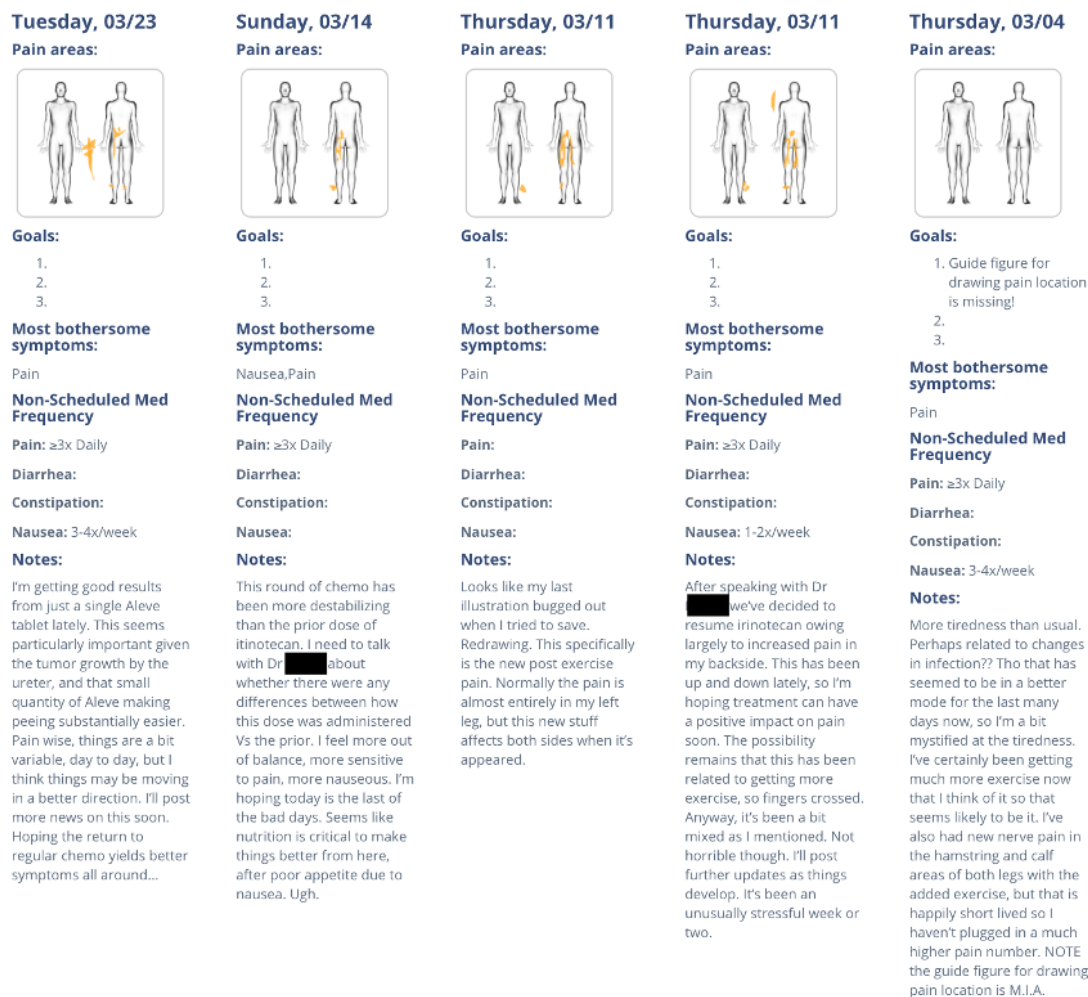 Tuesday, 03/23
Pain areas:
Goals:
1.
2.
3.
Most bothersome
symptoms:
Pain
Non-Scheduled Med
Frequency
Pain: ≥3x Daily
Diarrhea:
Constipation:
Nausea: 3-4x/week
Notes:
I'm getting good results
from just a single Aleve
tablet lately. This seems
particularly important given
the tumor growth by the
ureter, and that small
quantity of Aleve making
peeing substantially easier.
Pain wise, things are a bit
variable, day to day, but I
think things may be moving
in a better direction. I'll post
more news on this soon.
Hoping the return to
regular chemo yields better
symptoms all around...
Sunday, 03/14
Pain areas:
Goals:
1.
2.
3.
Most bothersome
symptoms:
Nausea,Pain
Non-Scheduled Med
Frequency
Pain: ≥3x Daily
Diarrhea:
Constipation:
Nausea:
Notes:
This round of chemo has
been more destabilizing
than the prior dose of
itinotecan. I need to talk
with Dr about
whether there were any
differences between how
this dose was administered
Vs the prior. I feel more out
of balance, more sensitive
to pain, more nauseous. I'm
hoping today is the last of
the bad days. Seems like
nutrition is critical to make
things better from here,
after poor appetite due to
nausea. Ugh.
Thursday, 03/11
Pain areas:
Goals:
1.
2.
3.
Most bothersome
symptoms:
Pain
Non-Scheduled Med
Frequency
Pain:
Diarrhea:
Constipation:
Nausea:
Notes:
Looks like my last
illustration bugged out
when I tried to save.
Redrawing. This specifically
is the new post exercise
pain. Normally the pain is
almost entirely in my left
leg, but this new stuff
affects both sides when it's
appeared.
Thursday, 03/11
Pain areas:
Goals:
1.
2.
3.
Most bothersome
symptoms:
Pain
Non-Scheduled Med
Frequency
Pain: ≥3x Daily
Diarrhea:
Constipation:
Nausea: 1-2x/week
Notes:
After speaking with Dr
we've decided to
resume irinotecan owing
largely to increased pain in
my backside. This has been
up and down lately, so I'm
hoping treatment can have
a positive impact on pain
soon. The possibility
remains that this has been
related to getting more
exercise, so fingers crossed.
Anyway, it's been a bit
mixed as I mentioned. Not
horrible though. I'll post
further updates as things
develop. It's been an
unusually stressful week or
two.
Thursday, 03/04
Pain areas:
Goals:
1. Guide figure for
drawing pain location
is missing!
2.
3.
Most bothersome
symptoms:
Pain
Non-Scheduled Med
Frequency
Pain: ≥3x Daily
Diarrhea:
Constipation:
Nausea: 3-4x/week
Notes:
More tiredness than usual.
Perhaps related to changes
in infection?? Tho that has
seemed to be in a better
mode for the last many
days now, so I'm a bit
mystified at the tiredness.
I've certainly been getting
much more exercise now
that I think of it so that
seems likely to be it. I've
also had new nerve pain in
the hamstring and calf
areas of both legs with the
added exercise, but that is
happily short lived so I
haven't plugged in a much
higher pain number. NOTE
the guide figure for drawing
pain location is M.I.A.